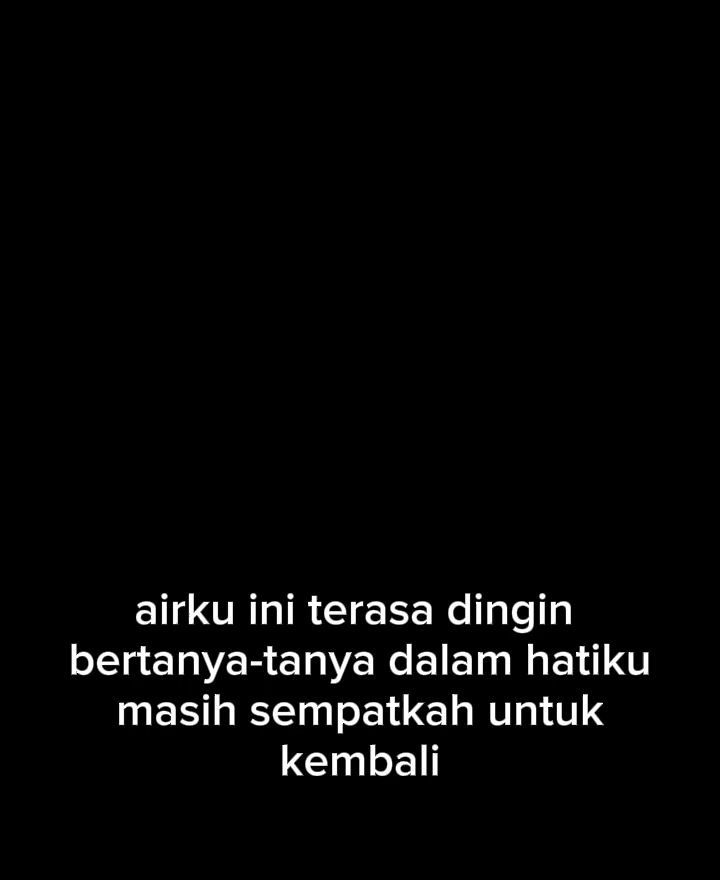 airku ini terasa dingin
bertanya-tanya dalam hatiku
masih sempatkah untuk
kembali